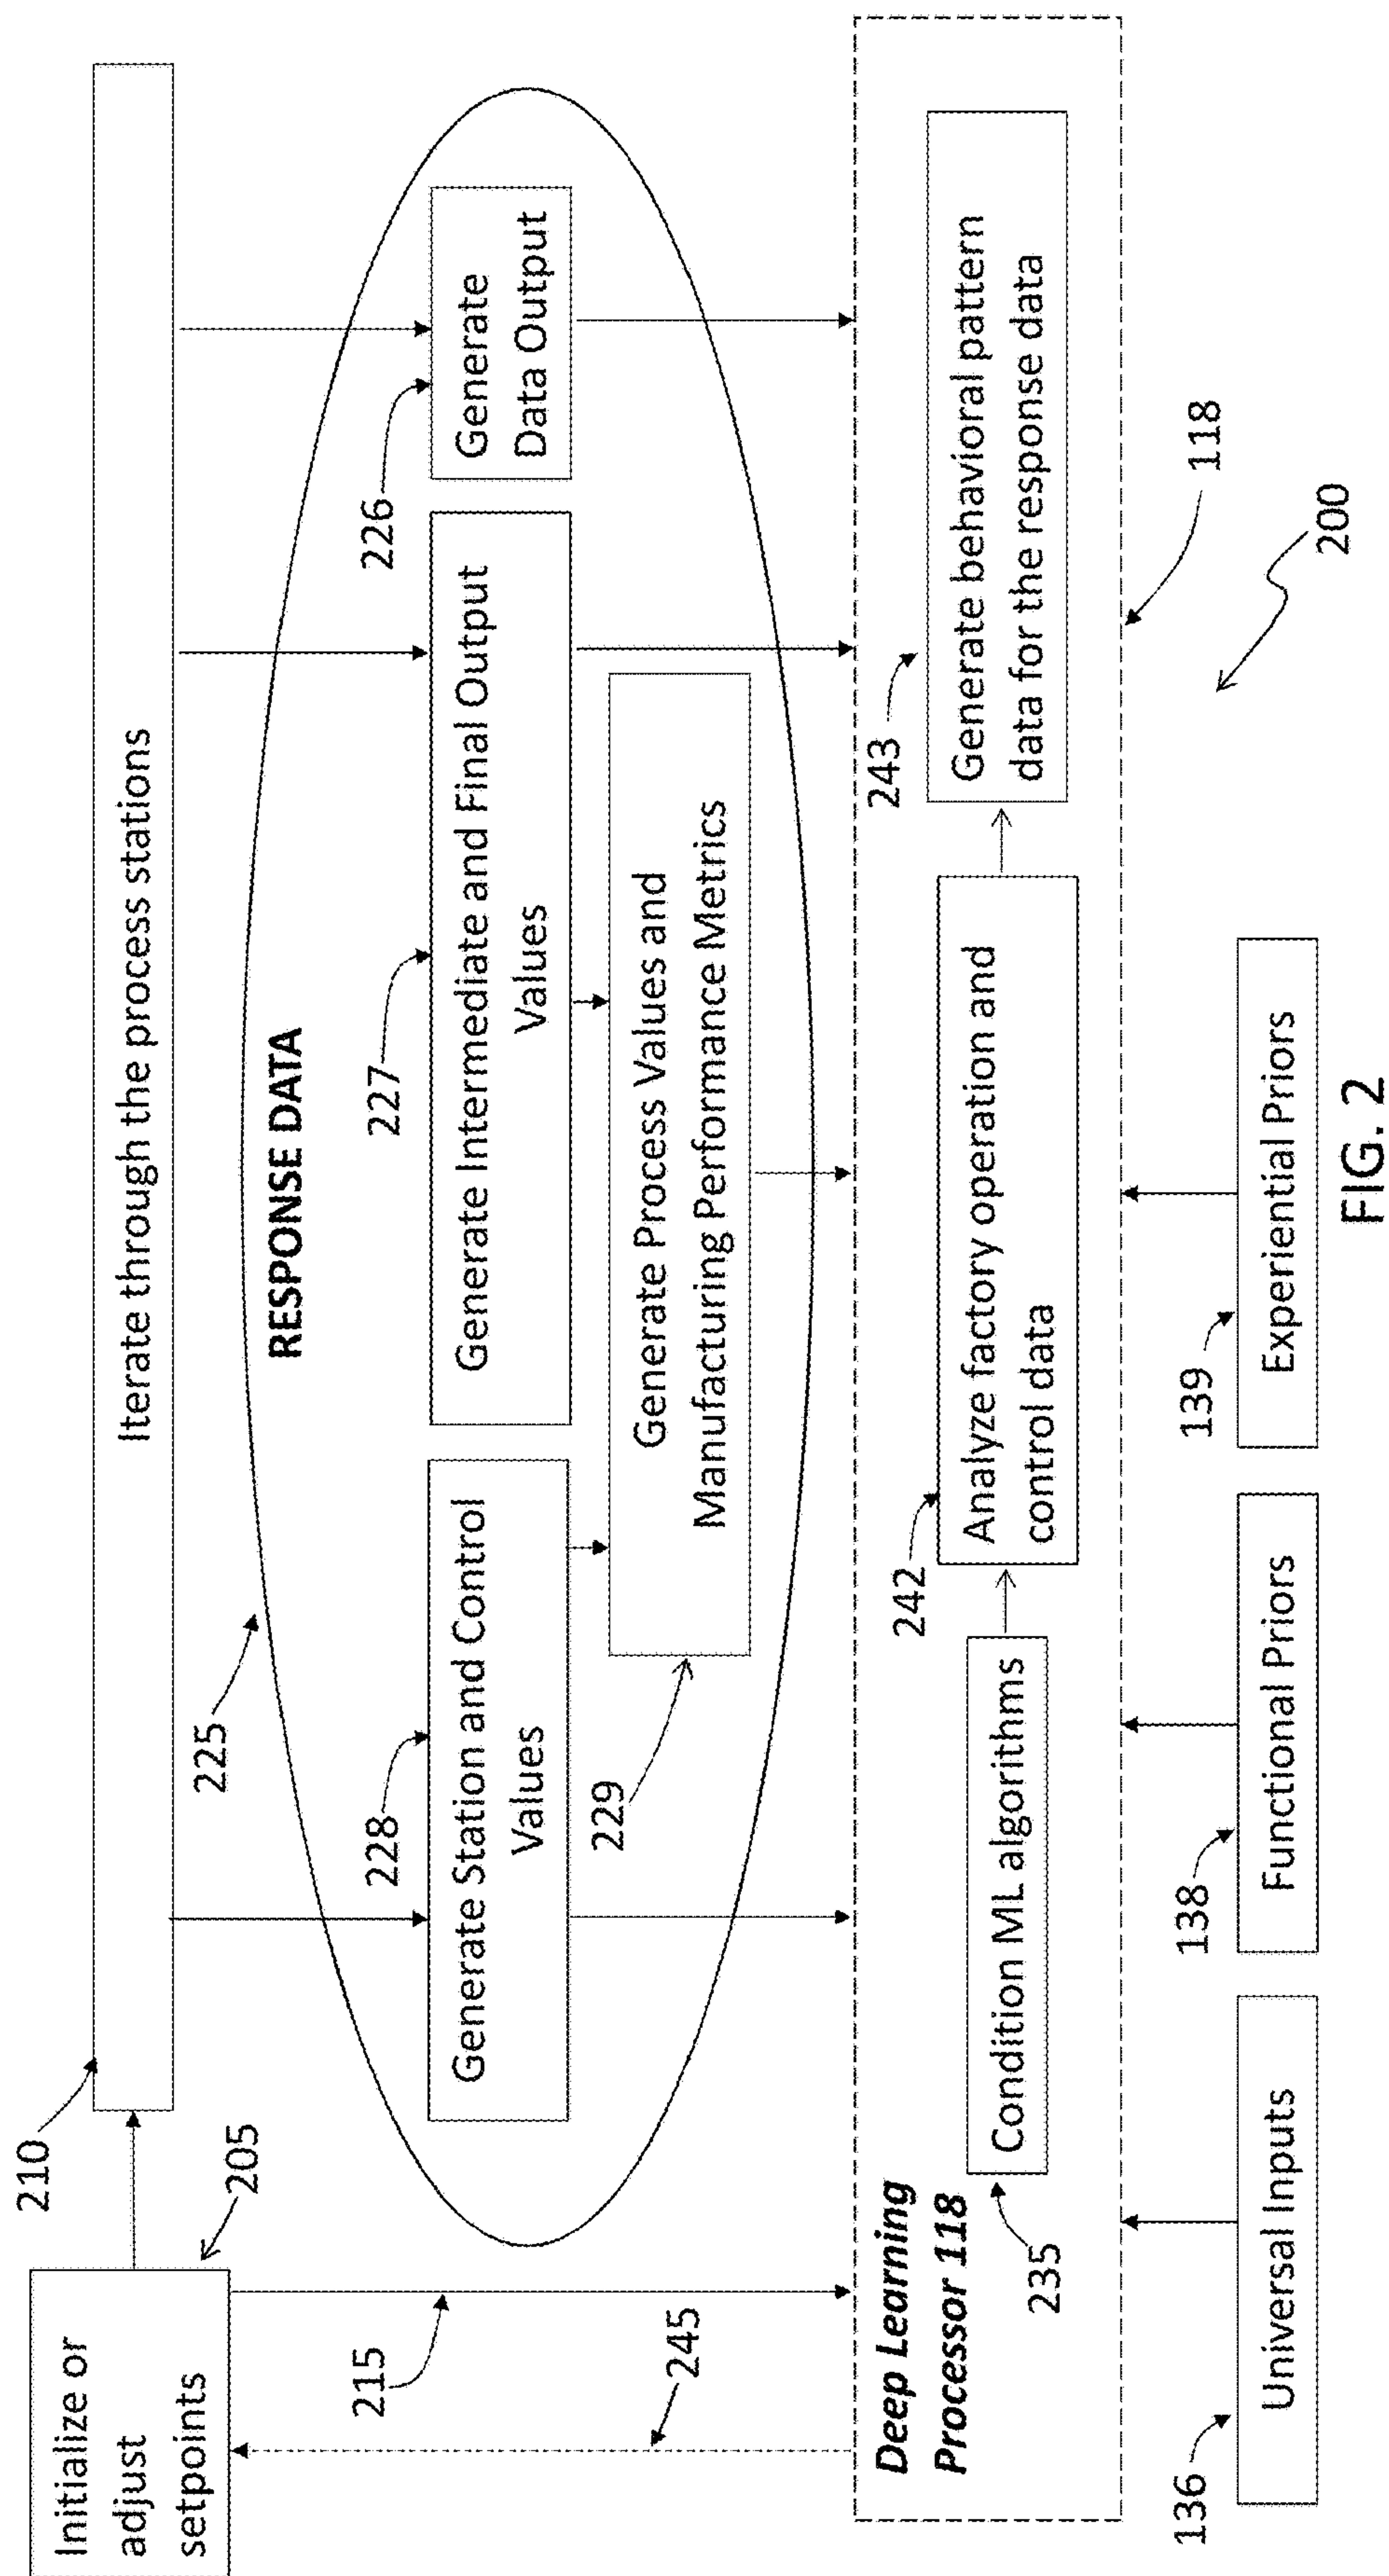 Initialize or
adjust
setpoints
205
210
Iterate through the process stations
215
245
225
RESPONSE DATA
228
Generate Station and Control
Values
227
Generate Intermediate and Final Output
Values
226
Generate
Data Output
229
Generate Process Values and
Manufacturing Performance Metrics
Deep Learning
Processor 118
235
Condition ML algorithms
242
Analyze factory operation and
control data
243
Generate behavioral pattern
data for the response data
118
136
Universal Inputs
138
Functional Priors
139
Experiential Priors
200
FIG. 2